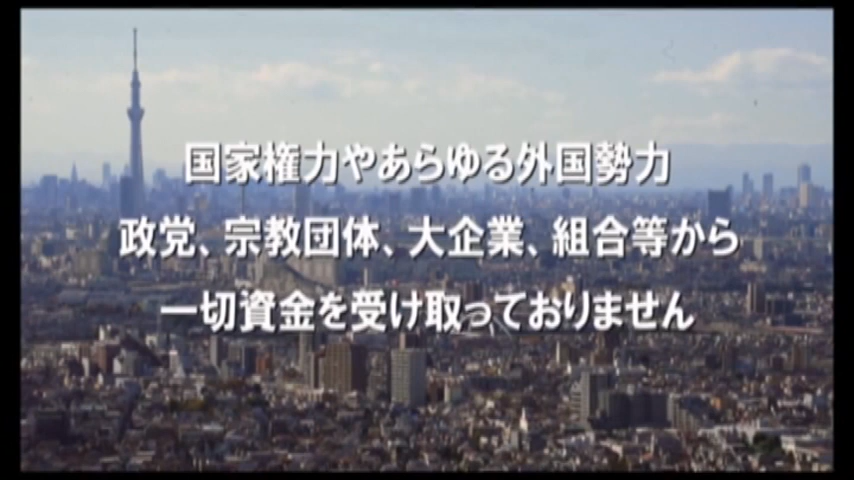 国家権力やあらゆる外国勢力
政党、宗教団体、大企業、組合等から
一切資金を受け取っておりません